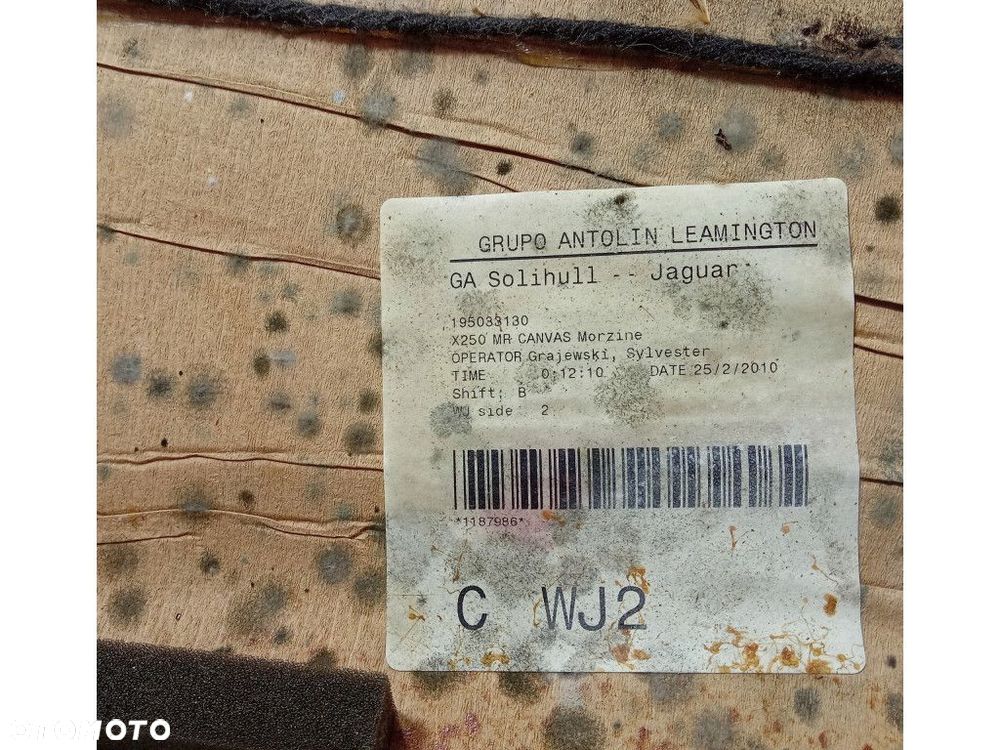 GRUPO ANTOLIN LEAMINGTON
GA Solihull -- Jaguar
195033130
X250 MR CANVAS Morzine
OPERATOR Grajewski, Sylvester
TIME 0:12:10 DATE 25/2/2010
Shift: B
WJ side 2
*1187986*
C WJ2
OTOMOTO